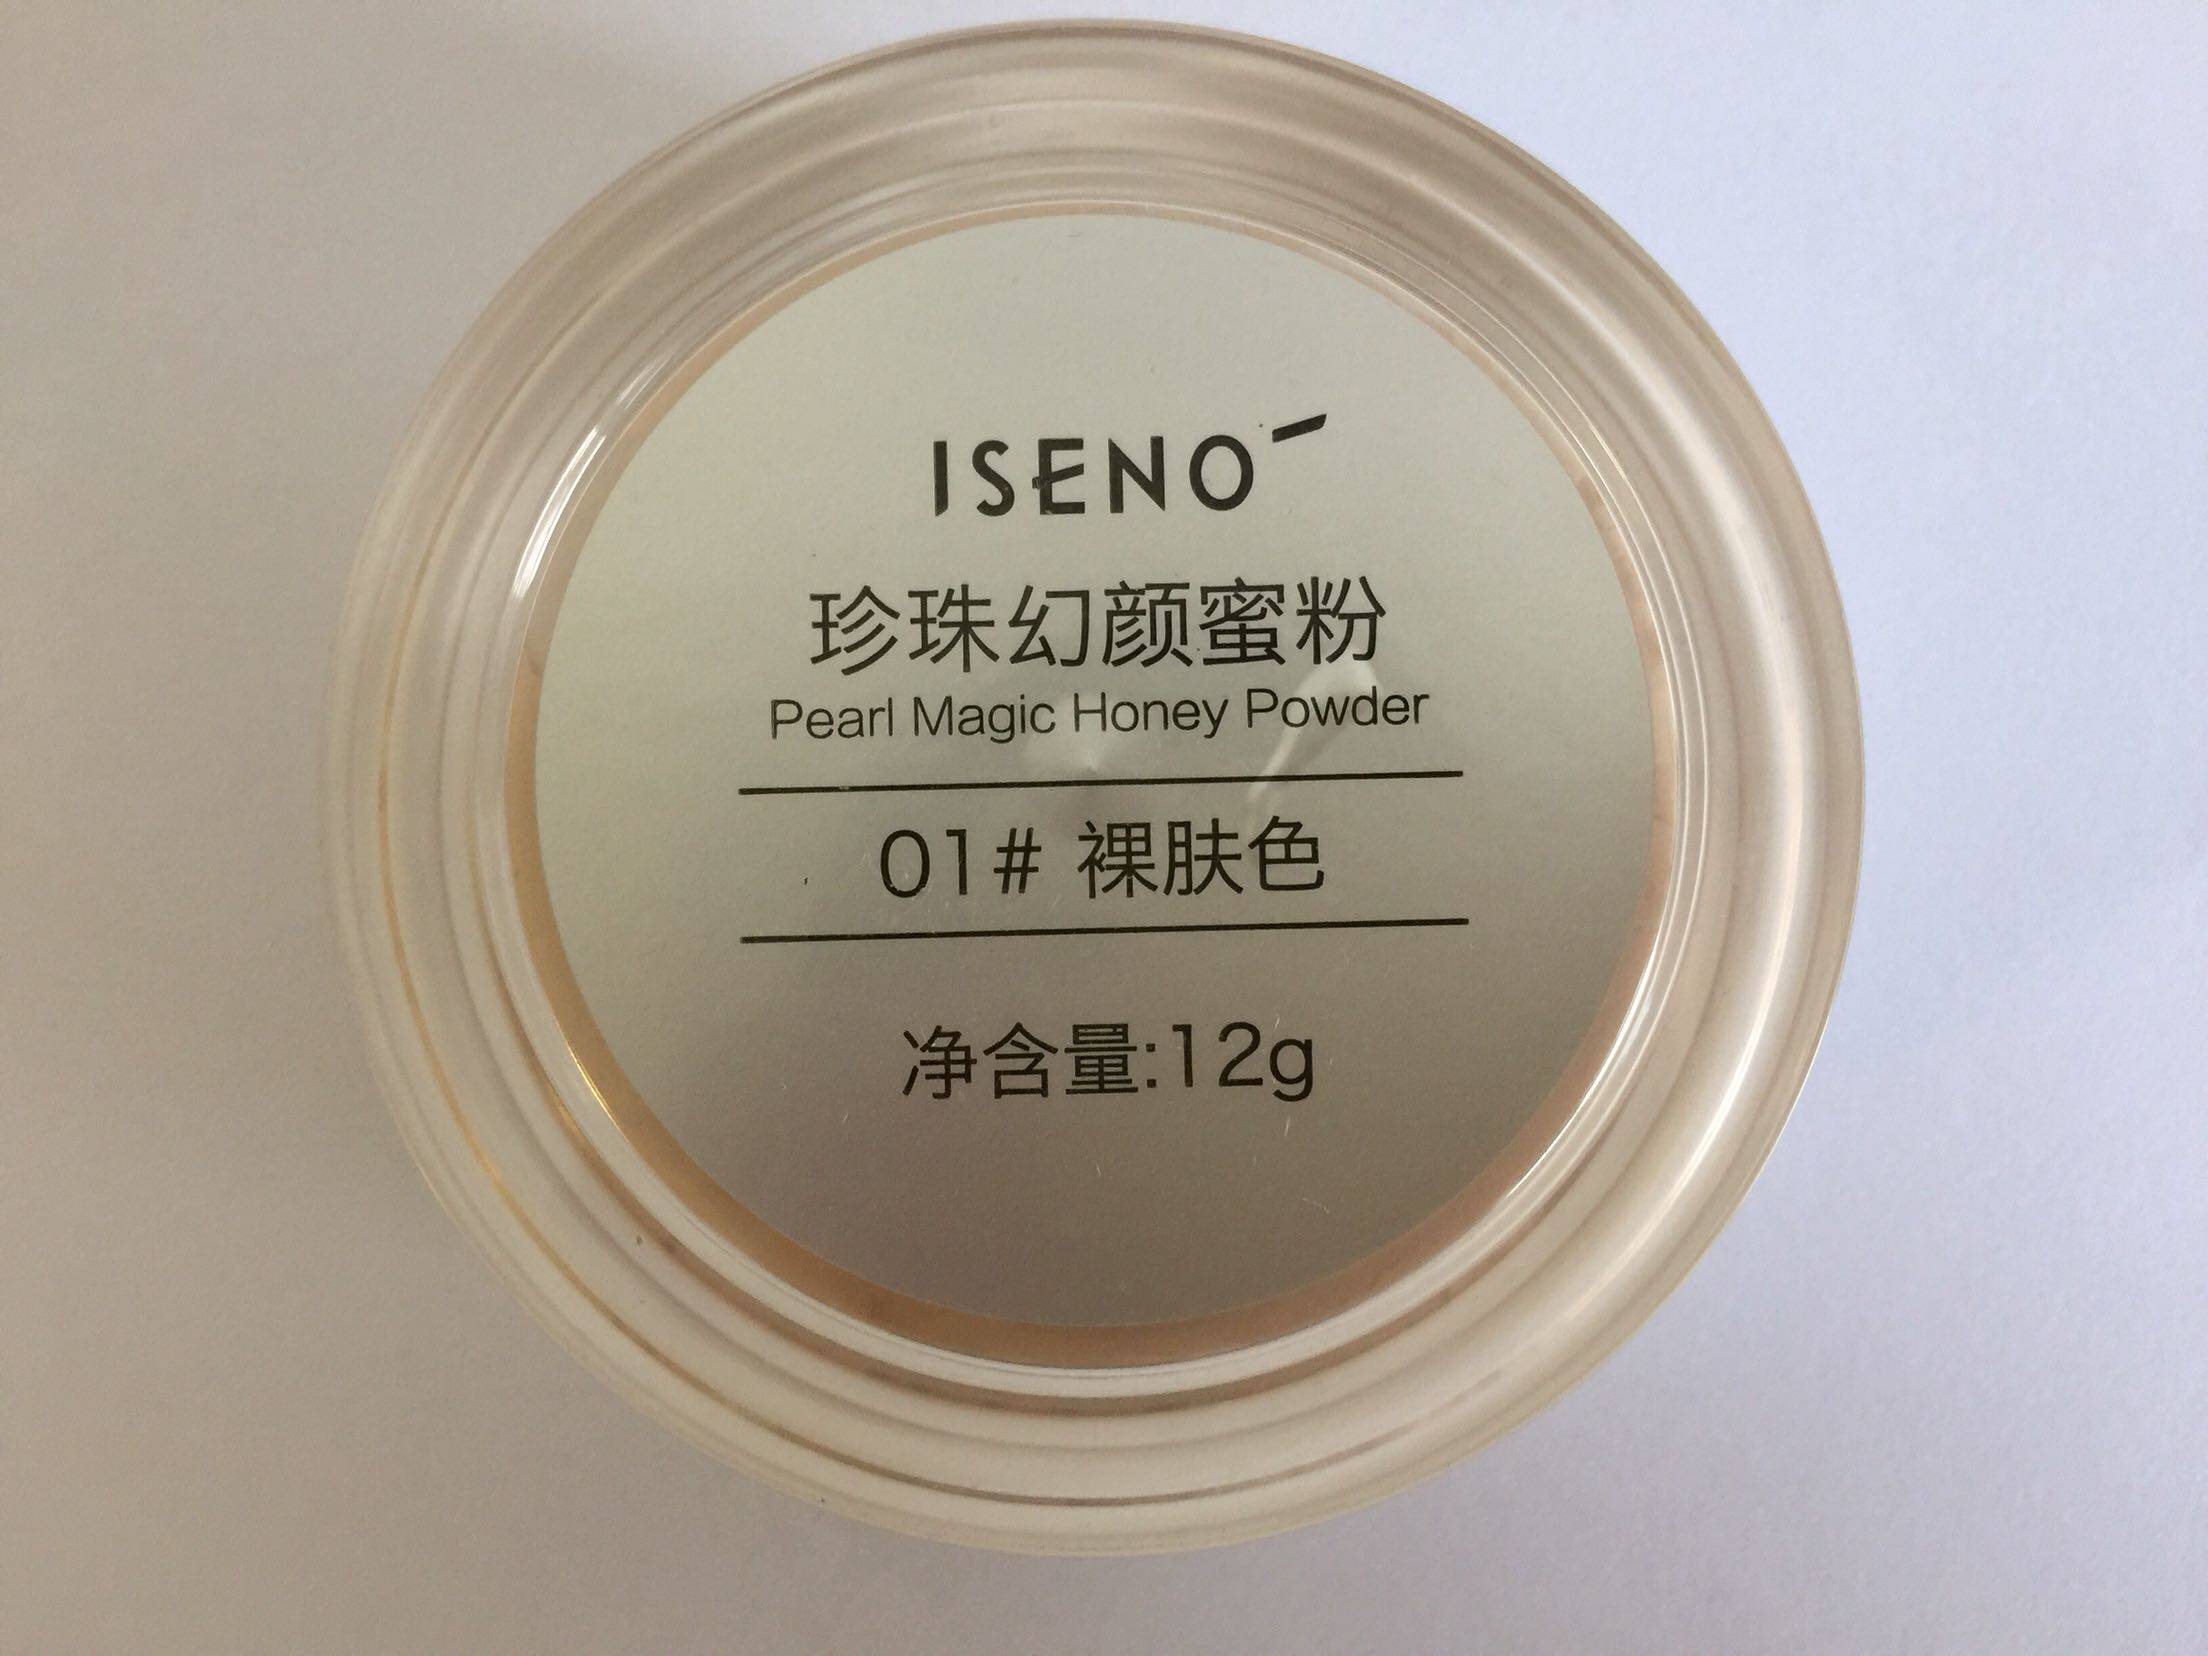 ISENO
珍珠幻颜蜜粉
Pearl Magic Honey Powder
01# 裸肤色
净含量:12g